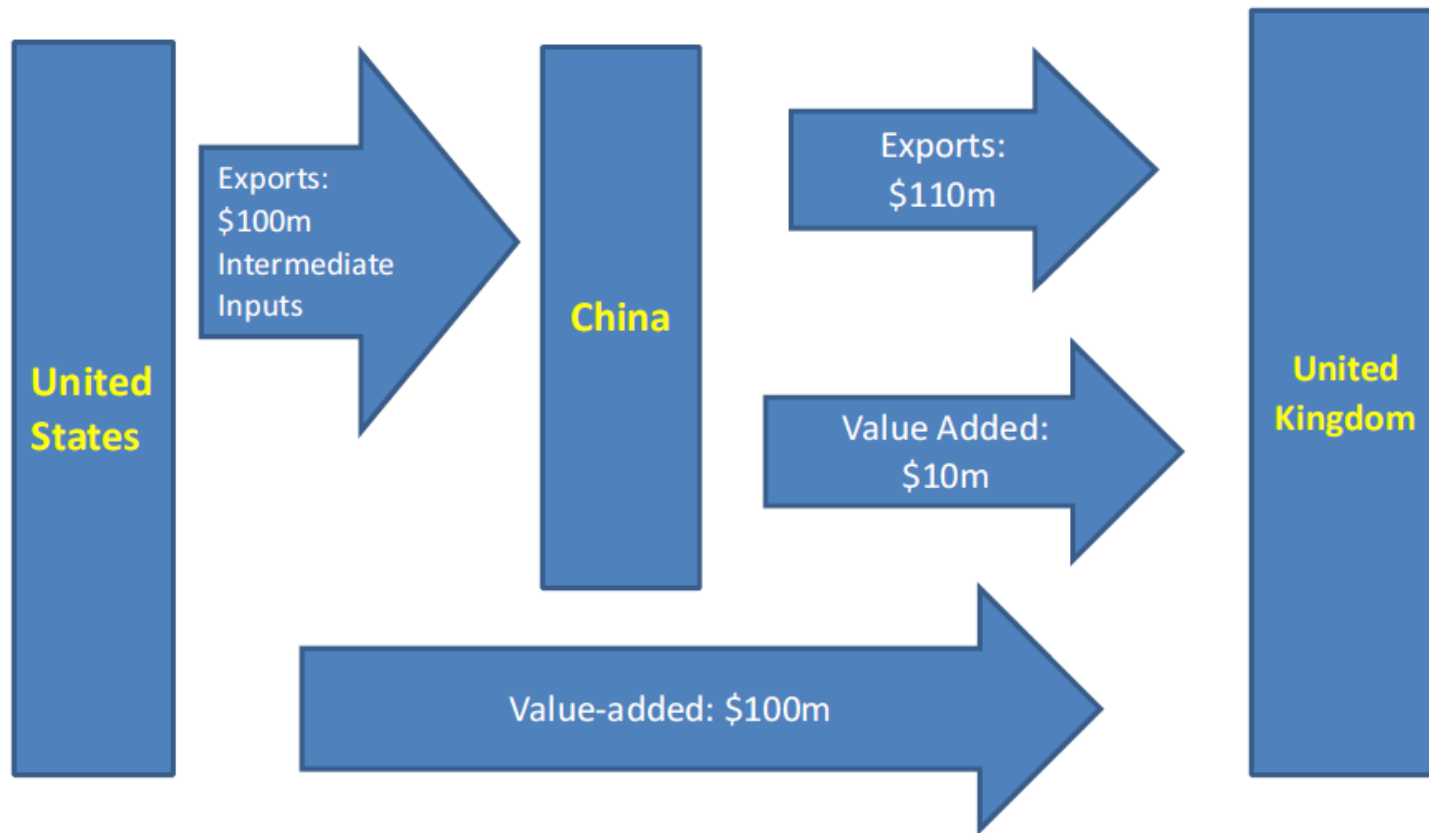 United
States
Exports:
$100m
Intermediate
Inputs
China
Exports:
$110m
Value Added:
$10m
Value-added: $100m
United
Kingdom